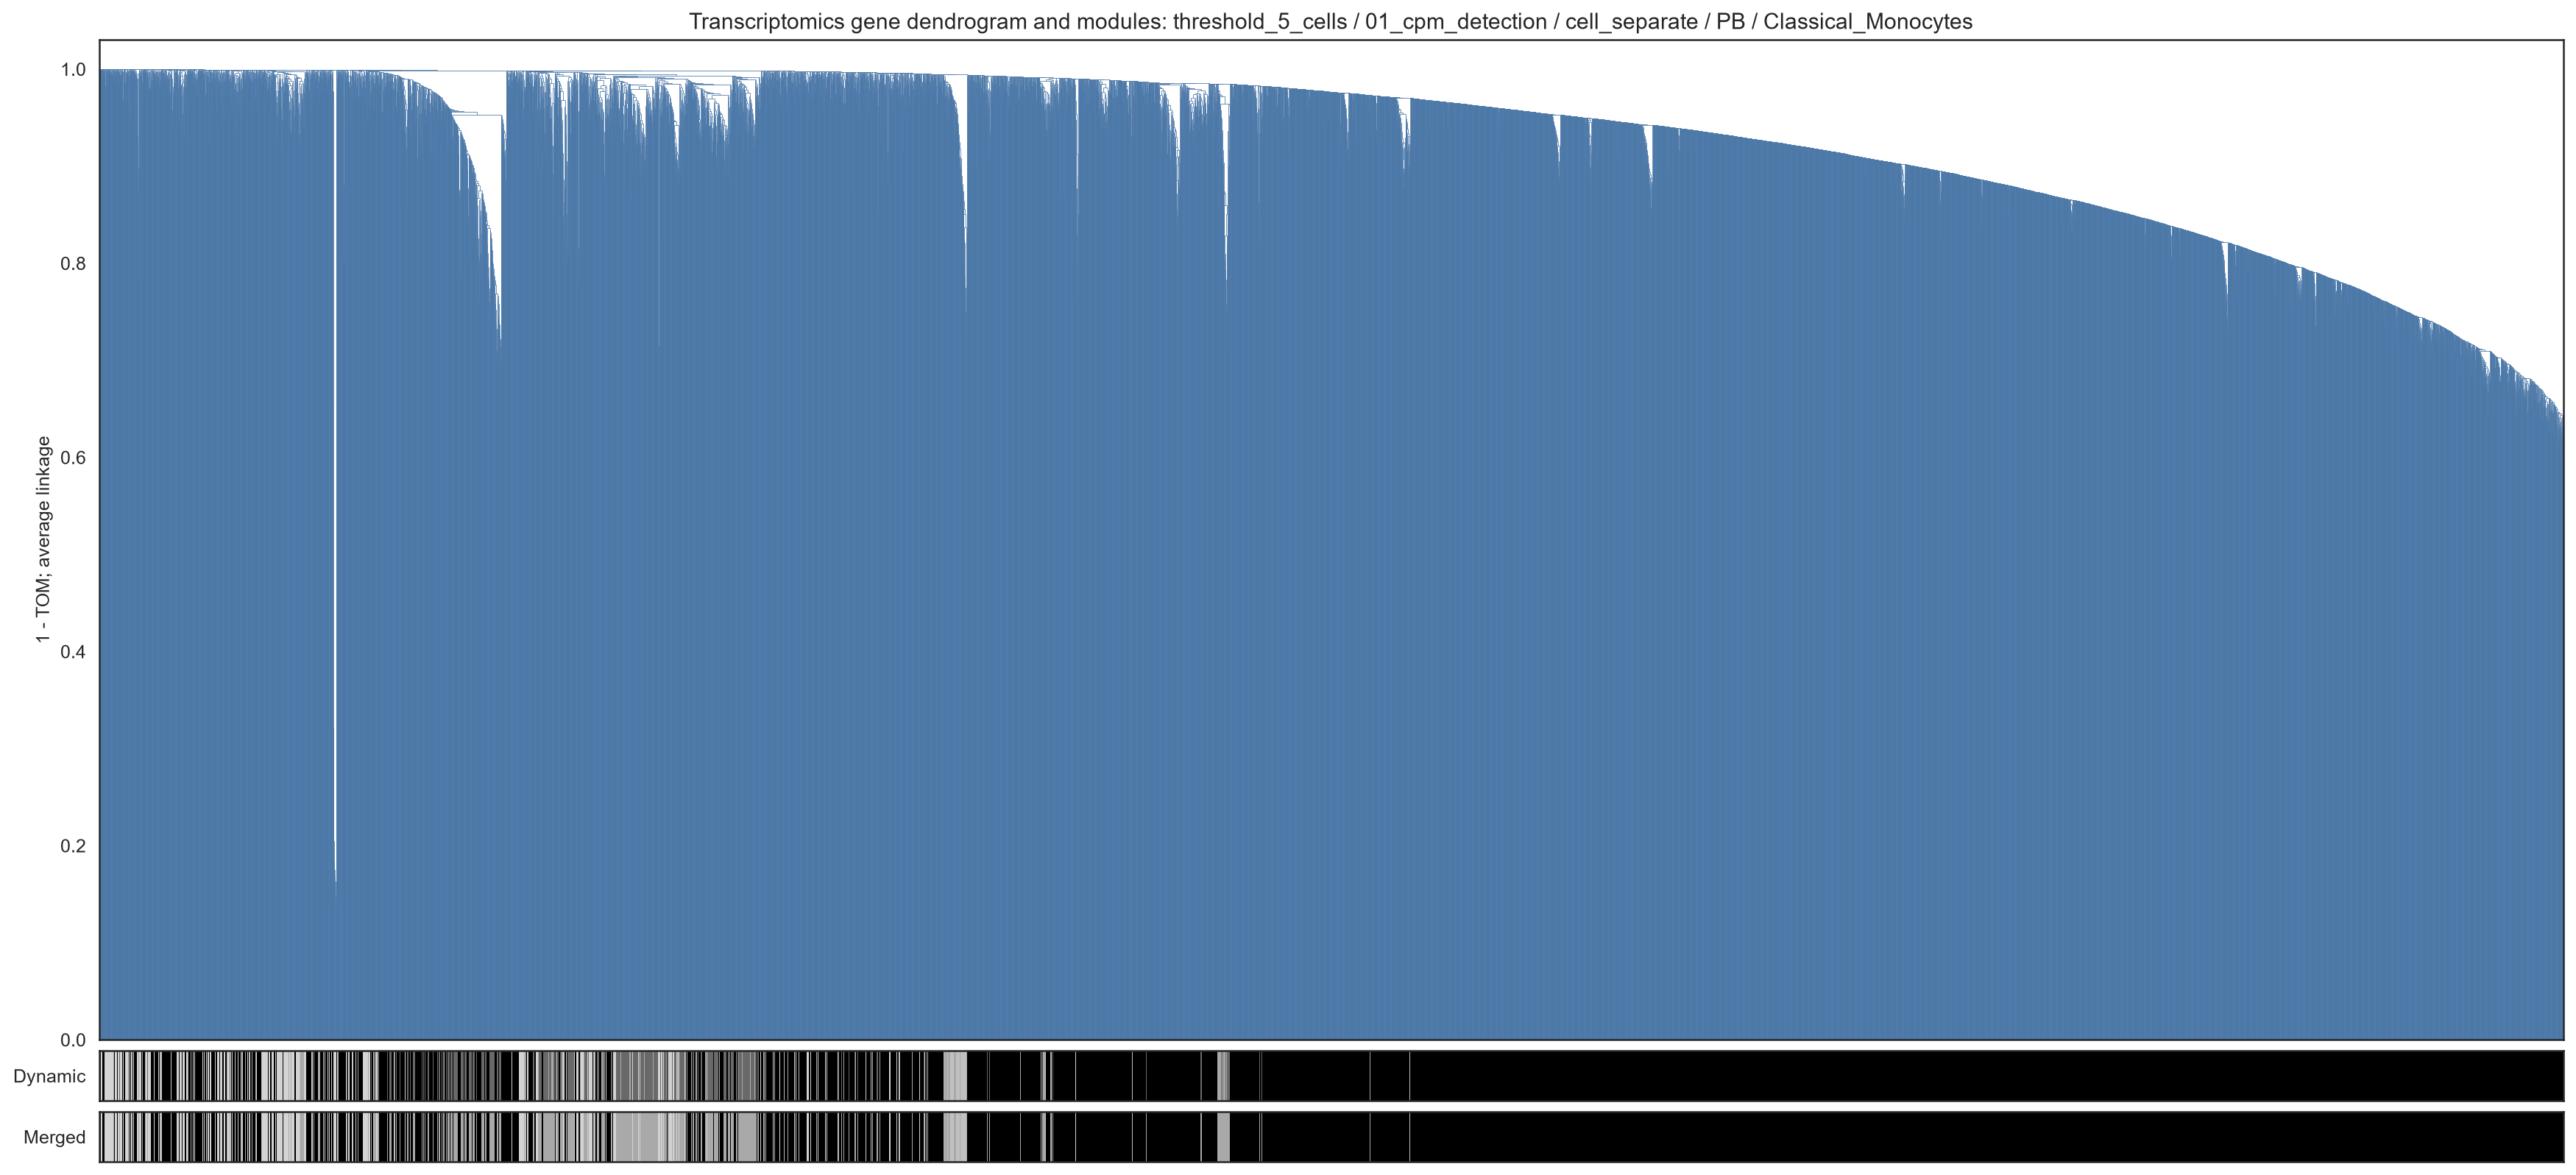 Transcriptomics gene dendrogram and modules: threshold_5_cells / 01_cpm_detection / cell_separate / PB / Classical_Monocytes
1 - TOM; average linkage
1.0
0.8
0.6
0.4
0.2
0.0
Dynamic
Merged